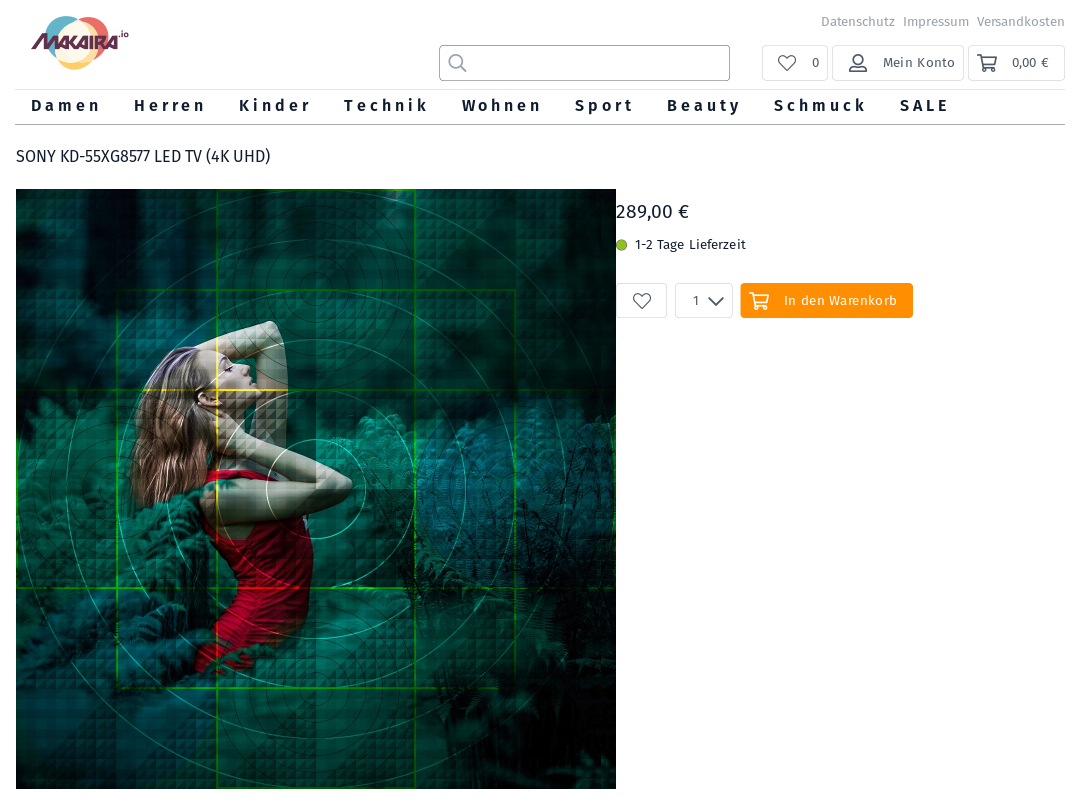 Datenschutz Impressum Versandkosten
MAKAIRA.io
0
Mein Konto
0,00 €
Damen Herren Kinder Technik Wohnen Sport Beauty Schmuck SALE
SONY KD-55XG8577 LED TV (4K UHD)
289,00 €
1-2 Tage Lieferzeit
1
In den Warenkorb